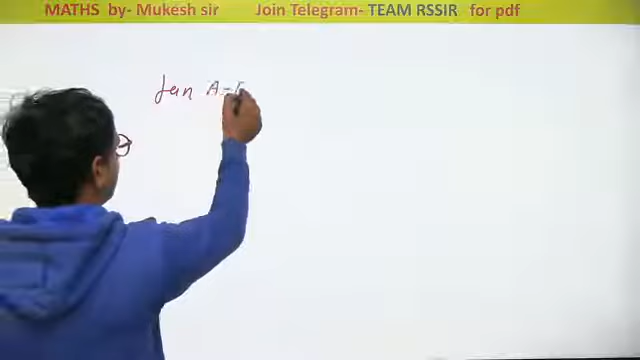 MATHS by- Mukesh sir Join Telegram- TEAM RSSIR for pdf
tan A =